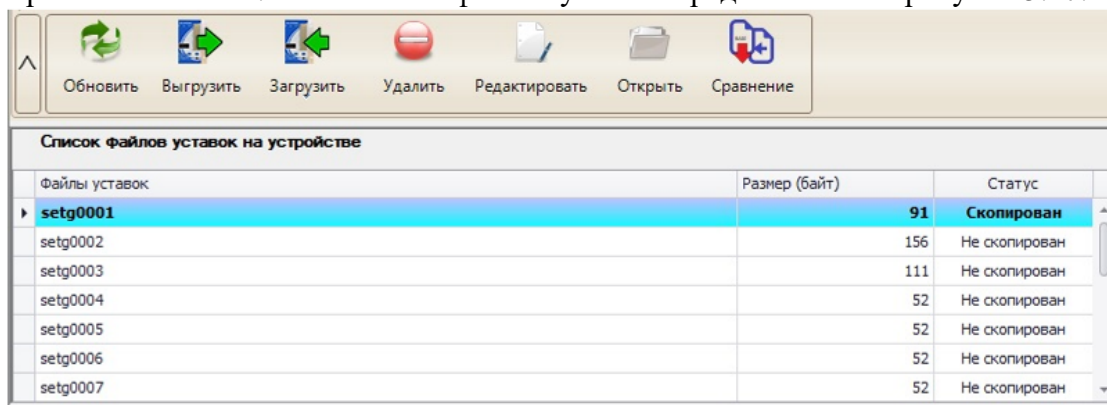 Обновить Выгрузить Загрузить Удалить Редактировать Открыть Сравнение
Список файлов уставок на устройстве
Файлы уставок Размер (байт) Статус
setg0001 91 Скопирован
setg0002 156 Не скопирован
setg0003 111 Не скопирован
setg0004 52 Не скопирован
setg0005 52 Не скопирован
setg0006 52 Не скопирован
setg0007 52 Не скопирован